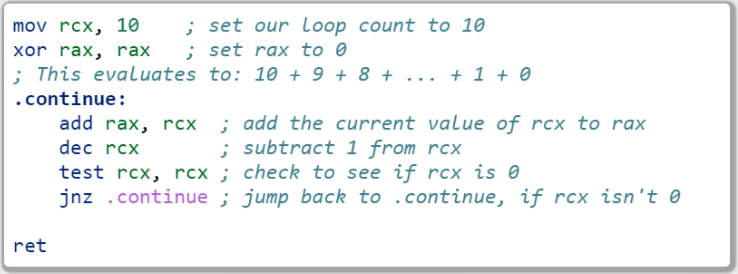 mov rcx, 10    ; set our loop count to 10
xor rax, rax   ; set rax to 0
; This evaluates to: 10 + 9 + 8 + ... + 1 + 0
.continue:
    add rax, rcx  ; add the current value of rcx to rax
    dec rcx       ; subtract 1 from rcx
    test rcx, rcx ; check to see if rcx is 0
    jnz .continue ; jump back to .continue, if rcx isn't 0
ret